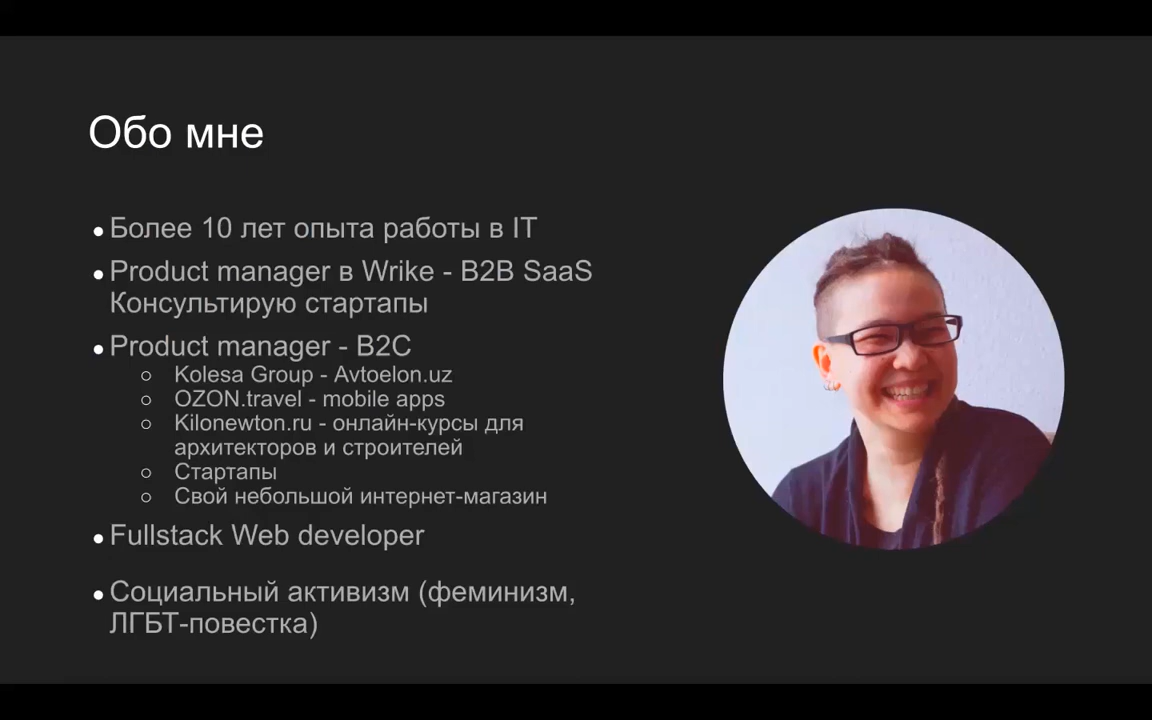 Обо мне
● Более 10 лет опыта работы в IT
● Product manager в Wrike - B2B SaaS
Консультирую стартапы
● Product manager - B2C
○ Kolesa Group - Avtoelon.uz
○ OZON.travel - mobile apps
○ Kilonewton.ru - онлайн-курсы для
архитекторов и строителей
○ Стартапы
○ Свой небольшой интернет-магазин
● Fullstack Web developer
● Социальный активизм (феминизм,
ЛГБТ-повестка)